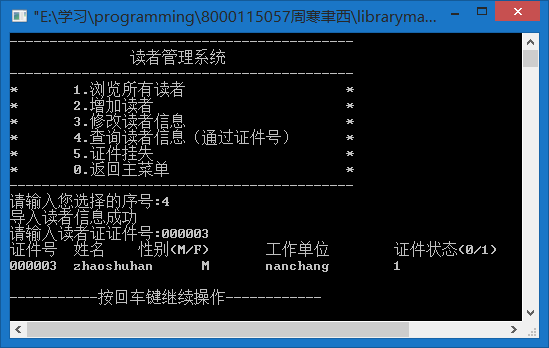 "E:\学习\programming\8000115057周寒聿西\libraryma...
------------------------------------------
读者管理系统
------------------------------------------
* 1.浏览所有读者 *
* 2.增加读者 *
* 3.修改读者信息 *
* 4.查询读者信息（通过证件号） *
* 5.证件挂失 *
* 0.返回主菜单 *
------------------------------------------
请输入您选择的序号:4
导入读者信息成功
请输入读者证证件号:000003
证件号 姓名 性别(M/F) 工作单位 证件状态(0/1)
000003 zhaoshuhan M nanchang 1
-----------按回车键继续操作------------